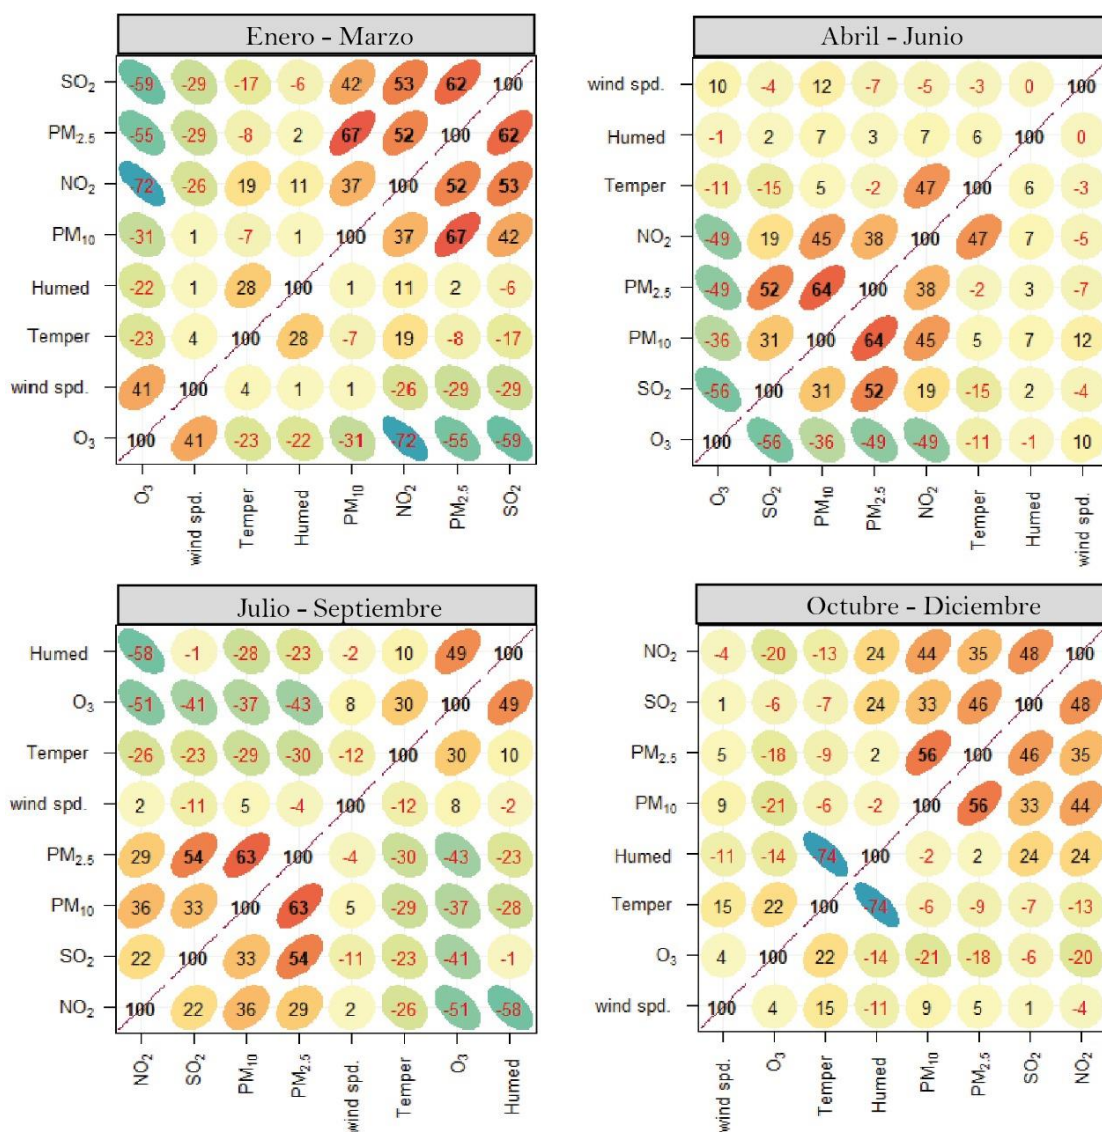 Enero - Marzo
SO₂ -59 -29 -17 -6 42 53 62 100
PM₂.₅ -55 -29 -8 2 67 52 100 62
NO₂ -72 -26 19 11 37 100 52 53
PM₁₀ -31 1 -7 1 100 37 67 42
Humed -22 1 28 100 1 11 2 -6
Temper -23 4 100 28 -7 19 -8 -17
wind spd. 41 100 4 1 1 -26 -29 -29
O₃ 100 41 -23 -22 -31 -72 -55 -59
O₃ wind spd. Temper Humed PM₁₀ NO₂ PM₂.₅ SO₂
Abril - Junio
wind spd. 10 -4 12 -7 -5 -3 0 100
Humed -1 2 7 3 7 6 100 0
Temper -11 -15 5 -2 47 100 6 -3
NO₂ -49 19 45 38 100 47 7 -5
PM₂.₅ -49 52 64 100 38 -2 3 -7
PM₁₀ -36 31 100 64 45 5 7 12
SO₂ -56 100 31 52 19 -15 2 -4
O₃ 100 -56 -36 -49 -49 -11 -1 10
O₃ SO₂ PM₁₀ PM₂.₅ NO₂ Temper Humed wind spd.
Julio - Septiembre
Humed -58 -1 -28 -23 -2 10 49 100
O₃ -51 -41 -37 -43 8 30 100 49
Temper -26 -23 -29 -30 -12 100 30 10
wind spd. 2 -11 5 -4 100 -12 8 -2
PM₂.₅ 29 54 63 100 -4 -30 -43 -23
PM₁₀ 36 33 100 63 5 -29 -37 -28
SO₂ 22 100 33 54 -11 -23 -41 -1
NO₂ 100 22 36 29 2 -26 -51 -58
NO₂ SO₂ PM₁₀ PM₂.₅ wind spd. Temper O₃ Humed
Octubre - Diciembre
NO₂ -4 -20 -13 24 44 35 48 100
SO₂ 1 -6 -7 24 33 46 100 48
PM₂.₅ 5 -18 -9 2 56 100 46 35
PM₁₀ 9 -21 -6 -2 100 56 33 44
Humed -11 -14 -74 100 -2 2 24 24
Temper 15 22 100 -74 -6 -9 -7 -13
O₃ 4 100 22 -14 -21 -18 -6 -20
wind spd. 100 4 15 -11 9 5 1 -4
wind spd. O₃ Temper Humed PM₁₀ PM₂.₅ SO₂ NO₂